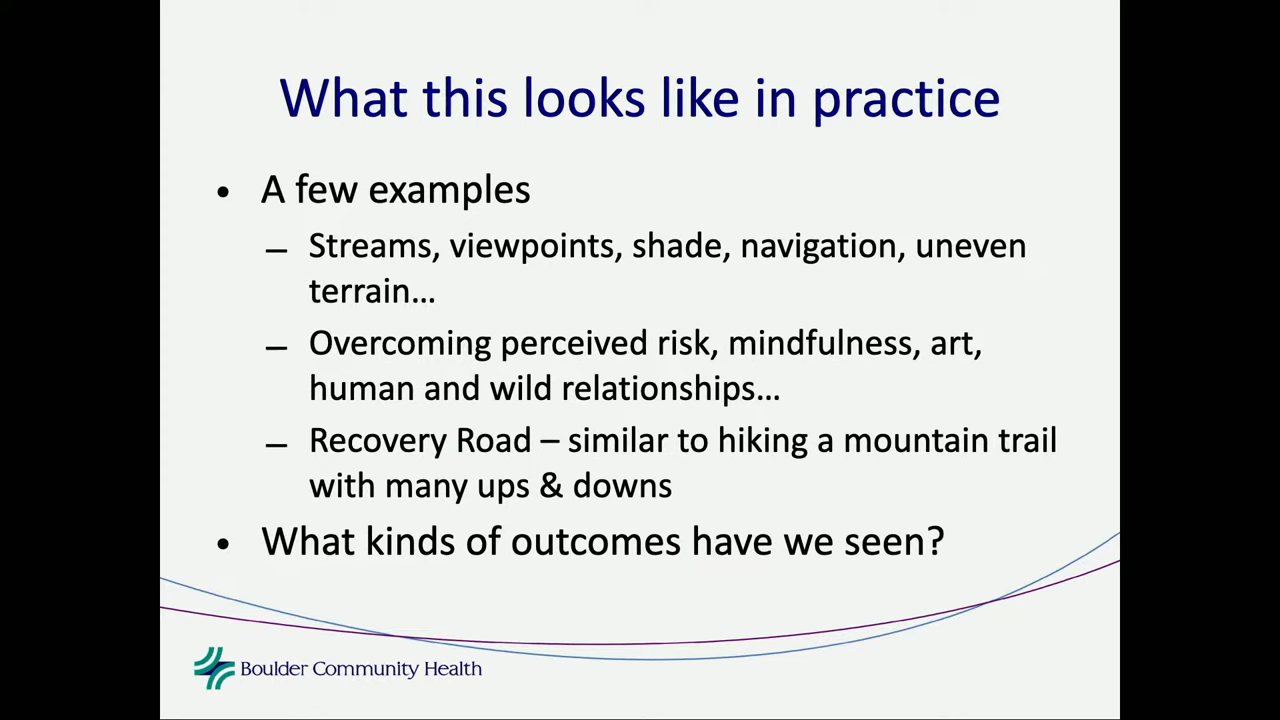 What this looks like in practice
• A few examples
– Streams, viewpoints, shade, navigation, uneven
terrain…
– Overcoming perceived risk, mindfulness, art,
human and wild relationships…
– Recovery Road – similar to hiking a mountain trail
with many ups & downs
• What kinds of outcomes have we seen?
Boulder Community Health